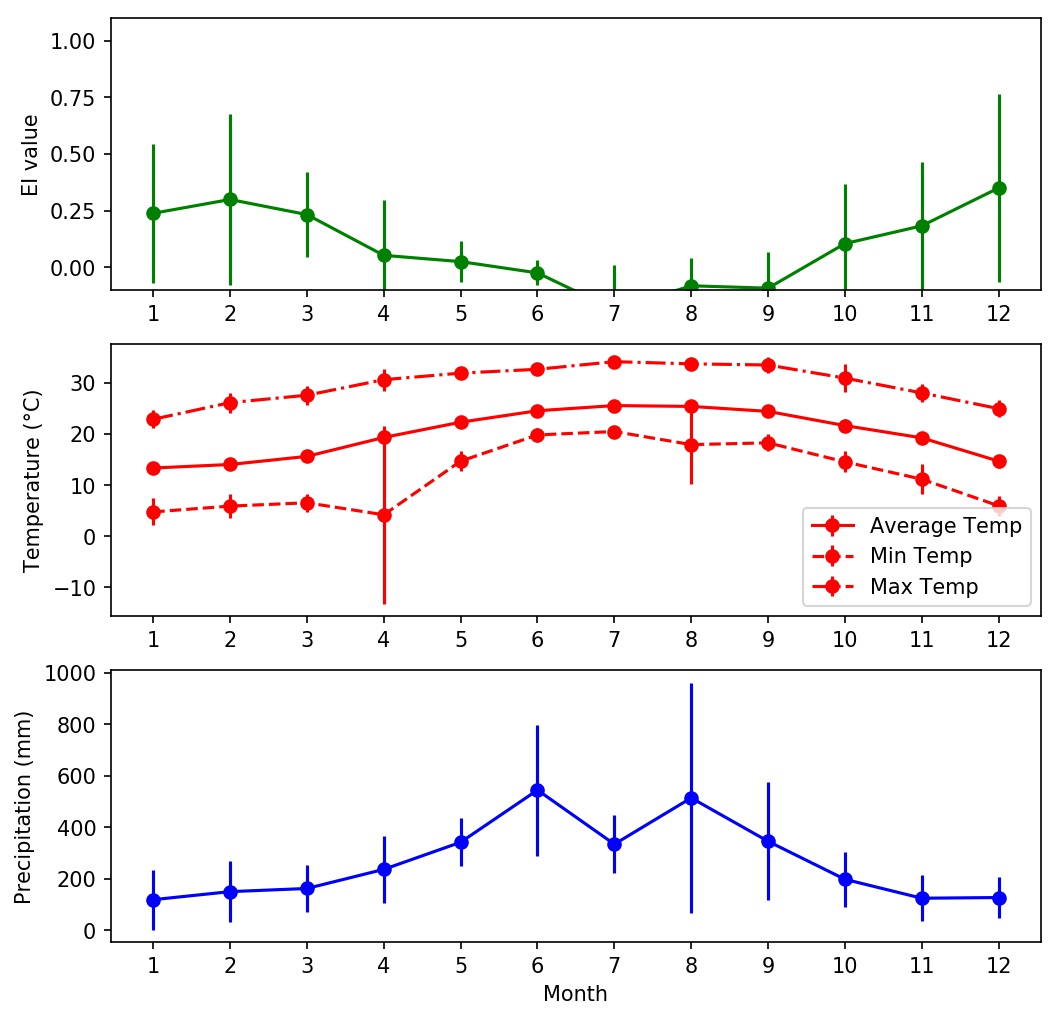 1.00
0.75
0.50
0.25
0.00
EI value
1 2 3 4 5 6 7 8 9 10 11 12
30
20
10
0
−10
Temperature (°C)
Average Temp
Min Temp
Max Temp
1 2 3 4 5 6 7 8 9 10 11 12
1000
800
600
400
200
0
Precipitation (mm)
1 2 3 4 5 6 7 8 9 10 11 12
Month